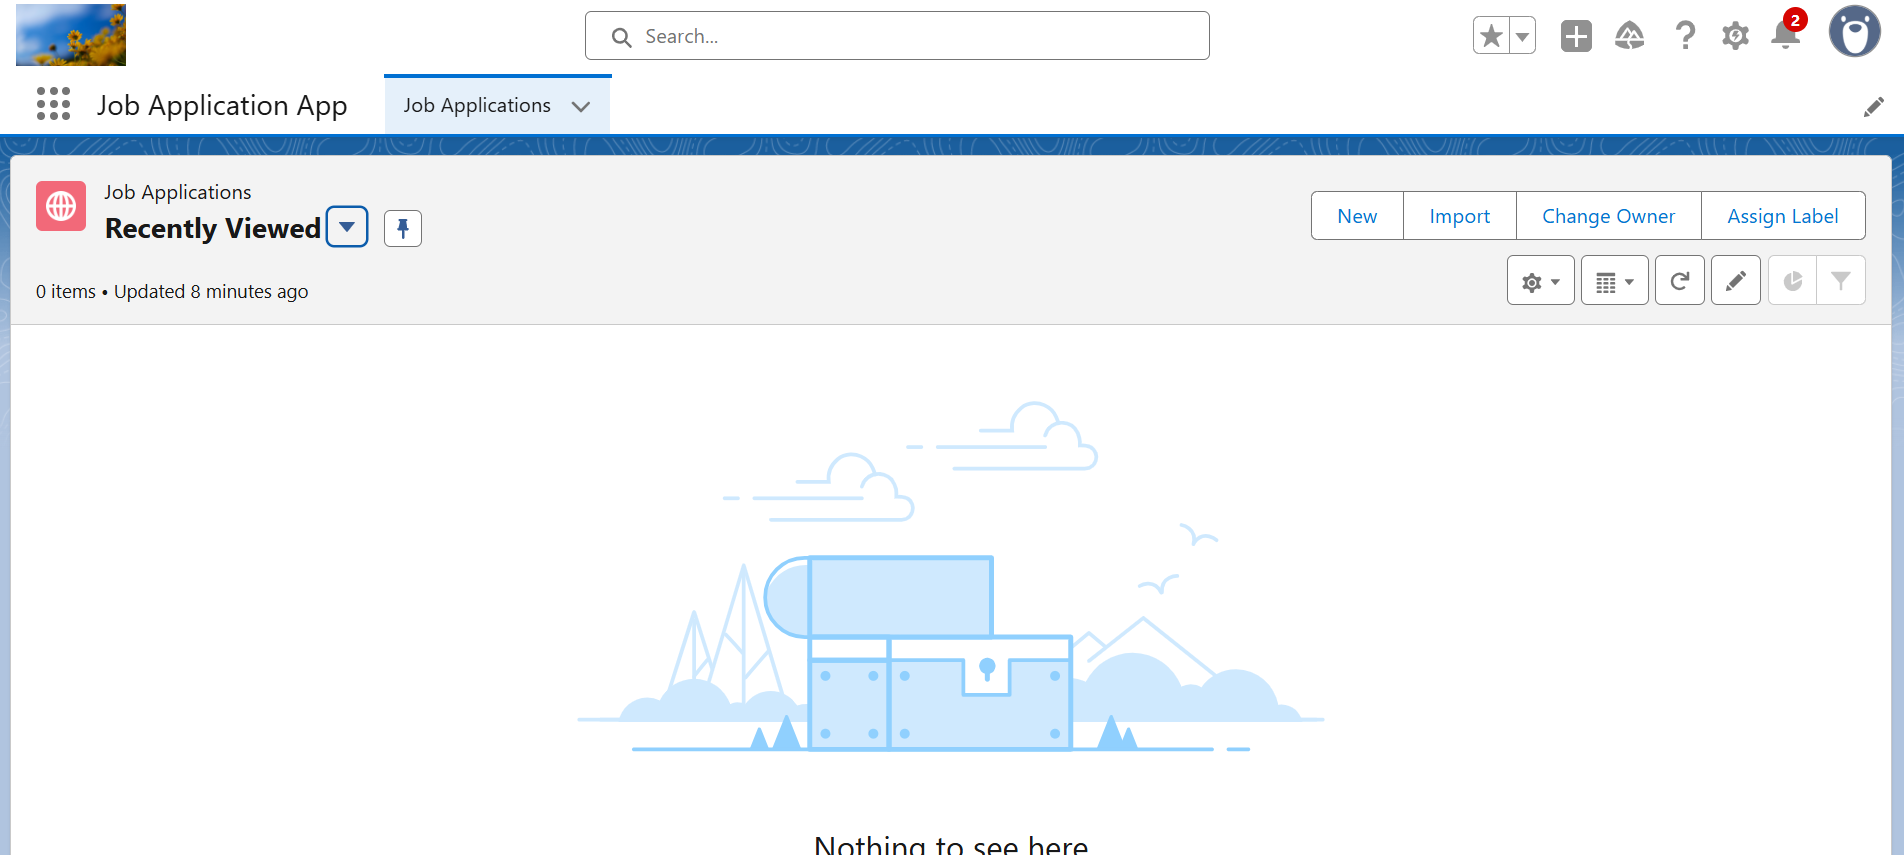 Search...
2
Job Application App
Job Applications
Job Applications
Recently Viewed
New
Import
Change Owner
Assign Label
0 items • Updated 8 minutes ago
Nothing to see here